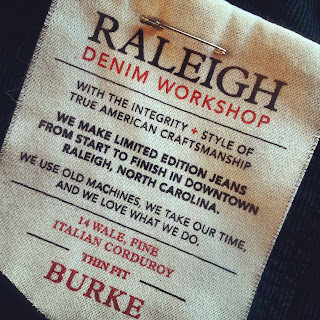 RALEIGH
DENIM WORKSHOP
WITH THE INTEGRITY + STYLE OF
TRUE AMERICAN CRAFTSMANSHIP
WE MAKE LIMITED EDITION JEANS
FROM START TO FINISH IN DOWNTOWN
RALEIGH, NORTH CAROLINA.
WE USE OLD MACHINES, WE TAKE OUR TIME,
AND WE LOVE WHAT WE DO.
14 WALE, FINE
ITALIAN CORDUROY
THIN FIT
BURKE